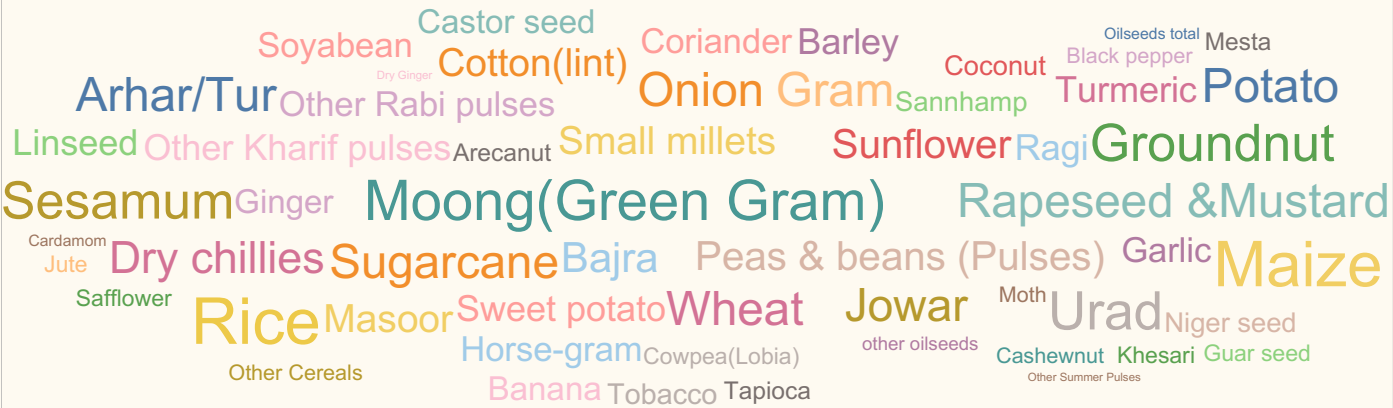 Castor seed
Soyabean
Cotton(lint)
Coriander
Barley
Oilseeds total
Mesta
Dry Ginger
Coconut
Black pepper
Arhar/Tur
Other Rabi pulses
Onion
Gram
Sannhamp
Turmeric
Potato
Linseed
Other Kharif pulses
Arecanut
Small millets
Sunflower
Ragi
Groundnut
Sesamum
Ginger
Moong(Green Gram)
Rapeseed &Mustard
Cardamom
Jute
Dry chillies
Sugarcane
Bajra
Peas & beans (Pulses)
Garlic
Maize
Safflower
Rice
Masoor
Sweet potato
Wheat
Jowar
Moth
Urad
Niger seed
Horse-gram
Cowpea(Lobia)
other oilseeds
Cashewnut
Khesari
Guar seed
Other Cereals
Other Summer Pulses
Banana
Tobacco
Tapioca